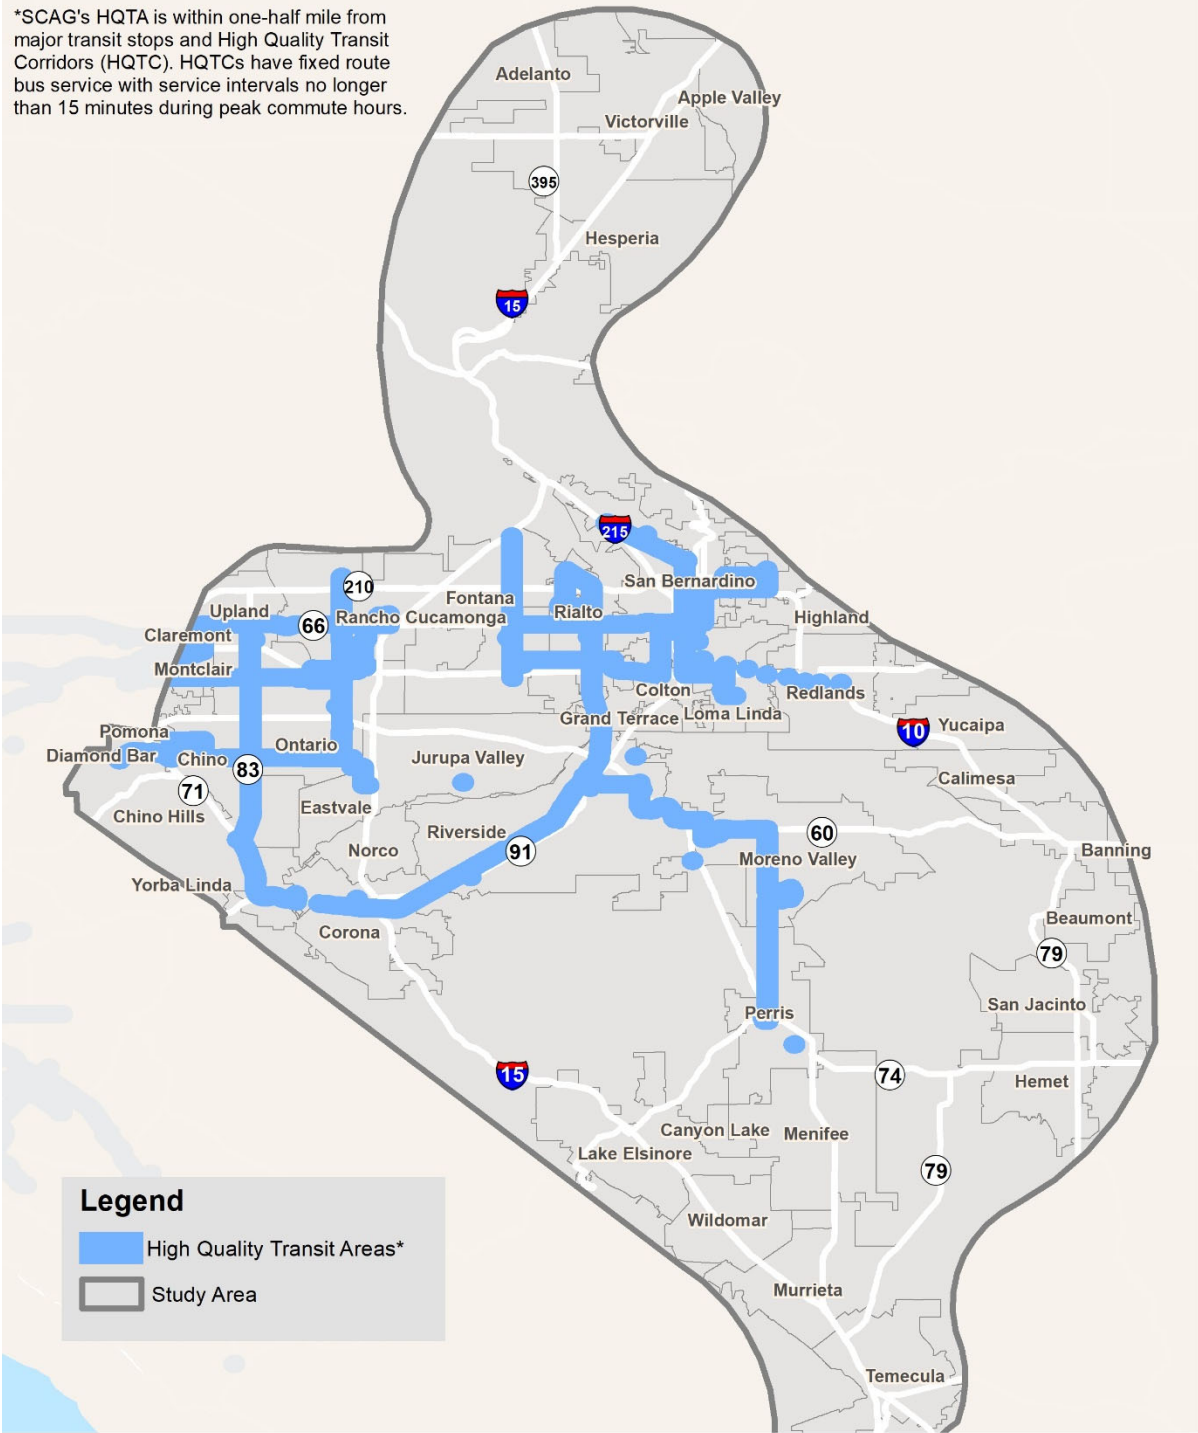 *SCAG's HQTA is within one-half mile from
major transit stops and High Quality Transit
Corridors (HQTC). HQTCs have fixed route
bus service with service intervals no longer
than 15 minutes during peak commute hours.
Adelanto
Apple Valley
Victorville
395
Hesperia
15
215
San Bernardino
210
Fontana
Upland
66
Rancho Cucamonga
Rialto
Highland
Claremont
Montclair
Colton
Redlands
Loma Linda
Grand Terrace
Yucaipa
10
Pomona
Diamond Bar
Chino
Ontario
83
Jurupa Valley
Calimesa
71
Chino Hills
Eastvale
Riverside
91
60
Norco
Moreno Valley
Banning
Yorba Linda
Corona
Beaumont
79
San Jacinto
Perris
15
74
Hemet
Canyon Lake
Menifee
Lake Elsinore
79
Wildomar
Murrieta
Temecula
Legend
High Quality Transit Areas*
Study Area